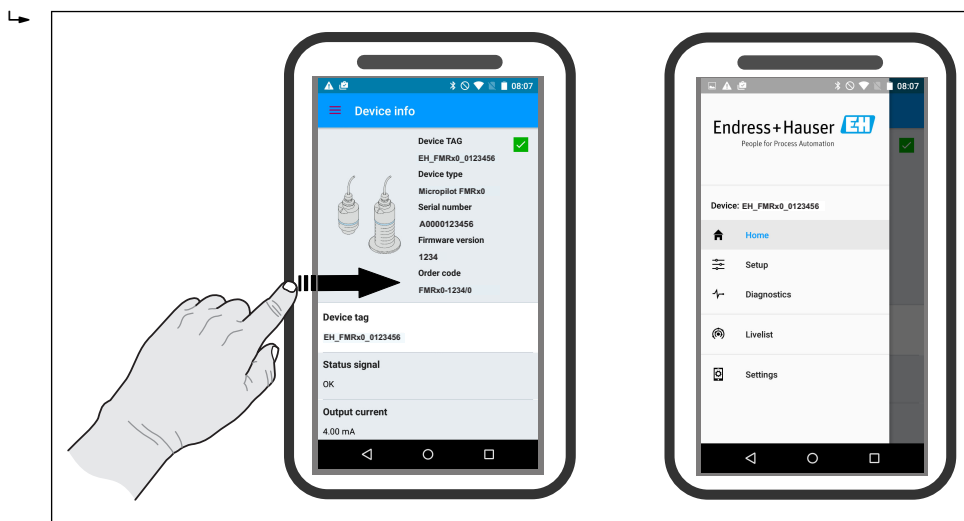 08:07
Device info
Device TAG
EH_FMRx0_0123456
Device type
Micropilot FMRx0
Serial number
A0000123456
Firmware version
1234
Order code
FMRx0-1234/0
Device tag
EH_FMRx0_0123456
Status signal
OK
Output current
4.00 mA
08:07
Endress+Hauser EH
People for Process Automation
Device: EH_FMRx0_0123456
Home
Setup
Diagnostics
Livelist
Settings